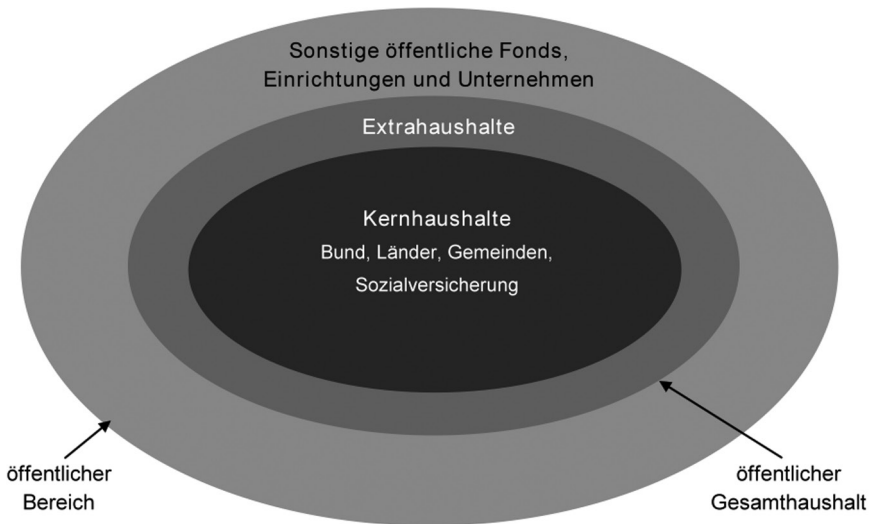 Sonstige öffentliche Fonds,
Einrichtungen und Unternehmen
Extrahaushalte
Kernhaushalte
Bund, Länder, Gemeinden,
Sozialversicherung
öffentlicher
Bereich
öffentlicher
Gesamthaushalt